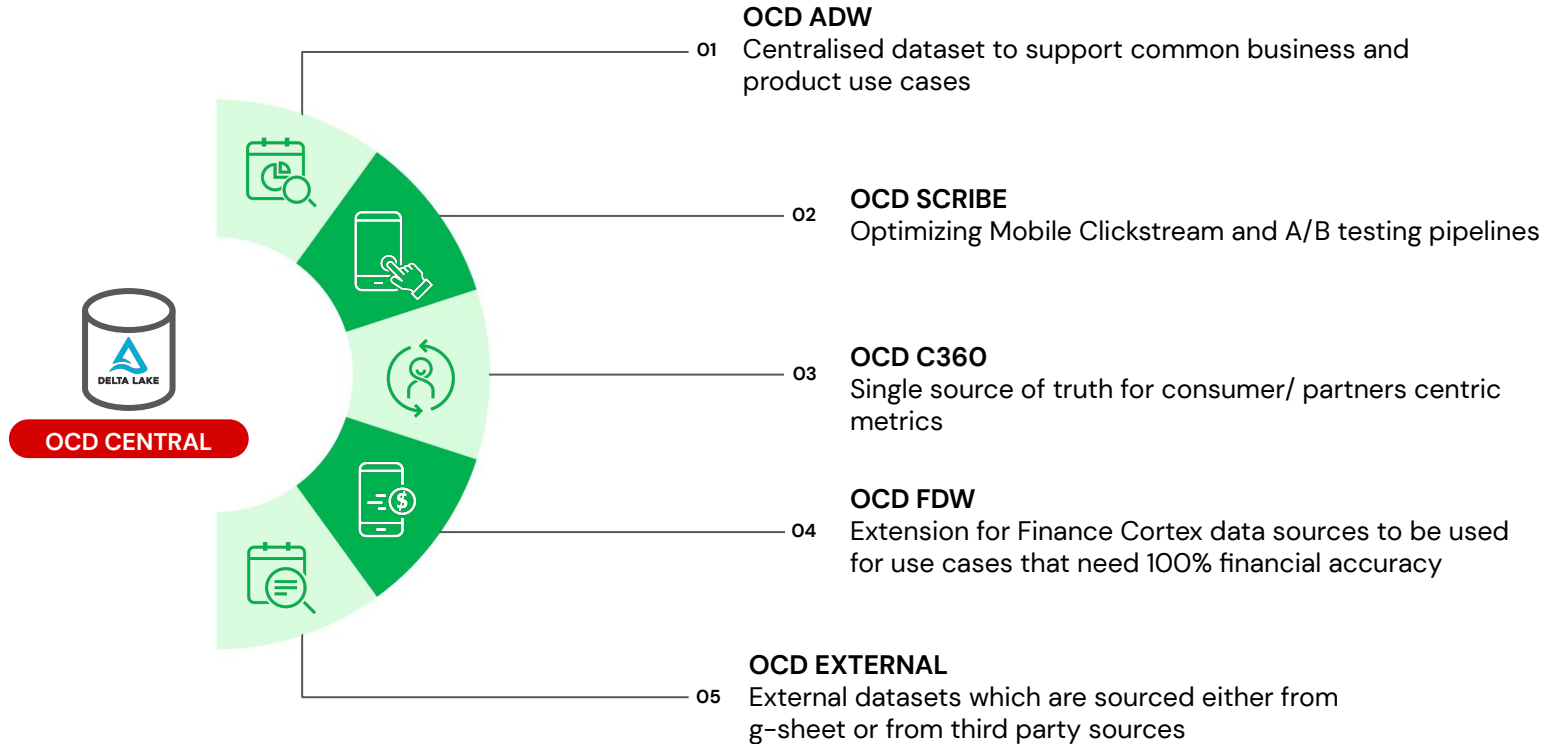 OCD ADW
01
Centralised dataset to support common business and
product use cases
02
OCD SCRIBE
Optimizing Mobile Clickstream and A/B testing pipelines
DELTA LAKE
OCD CENTRAL
03
OCD C360
Single source of truth for consumer/ partners centric
metrics
$
04
OCD FDW
Extension for Finance Cortex data sources to be used
for use cases that need 100% financial accuracy
05
OCD EXTERNAL
External datasets which are sourced either from
g-sheet or from third party sources